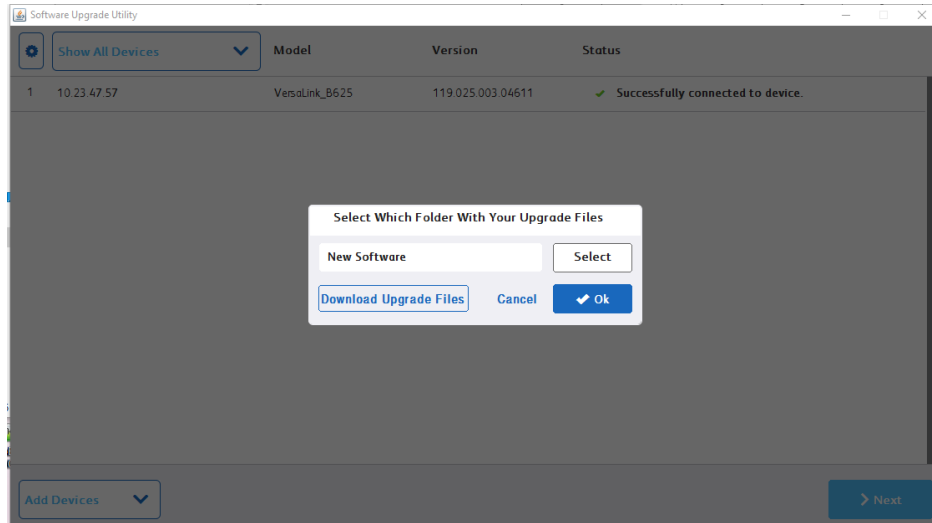 Software Upgrade Utility
Show All Devices Model Version Status
1 10.23.47.57 VersaLink_B625 119.025.003.04611 Successfully connected to device.
Select Which Folder With Your Upgrade Files
New Software Select
Download Upgrade Files Cancel Ok
Add Devices Next